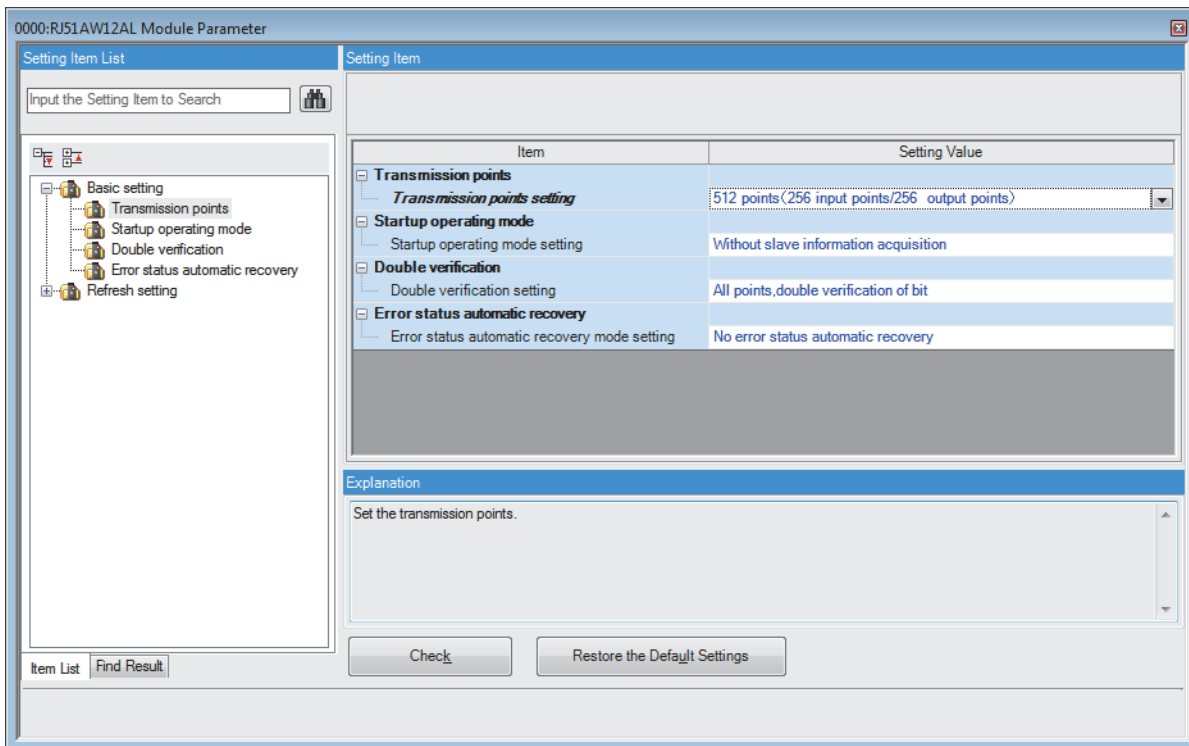 0000:RJ51AW12AL Module Parameter
Setting Item List
Input the Setting Item to Search
Basic setting
Transmission points
Startup operating mode
Double verification
Error status automatic recovery
Refresh setting
Item List
Find Result
Setting Item
Item Setting Value
Transmission points
Transmission points setting 512 points(256 input points/256 output points)
Startup operating mode
Startup operating mode setting Without slave information acquisition
Double verification
Double verification setting All points,double verification of bit
Error status automatic recovery
Error status automatic recovery mode setting No error status automatic recovery
Explanation
Set the transmission points.
Check
Restore the Default Settings